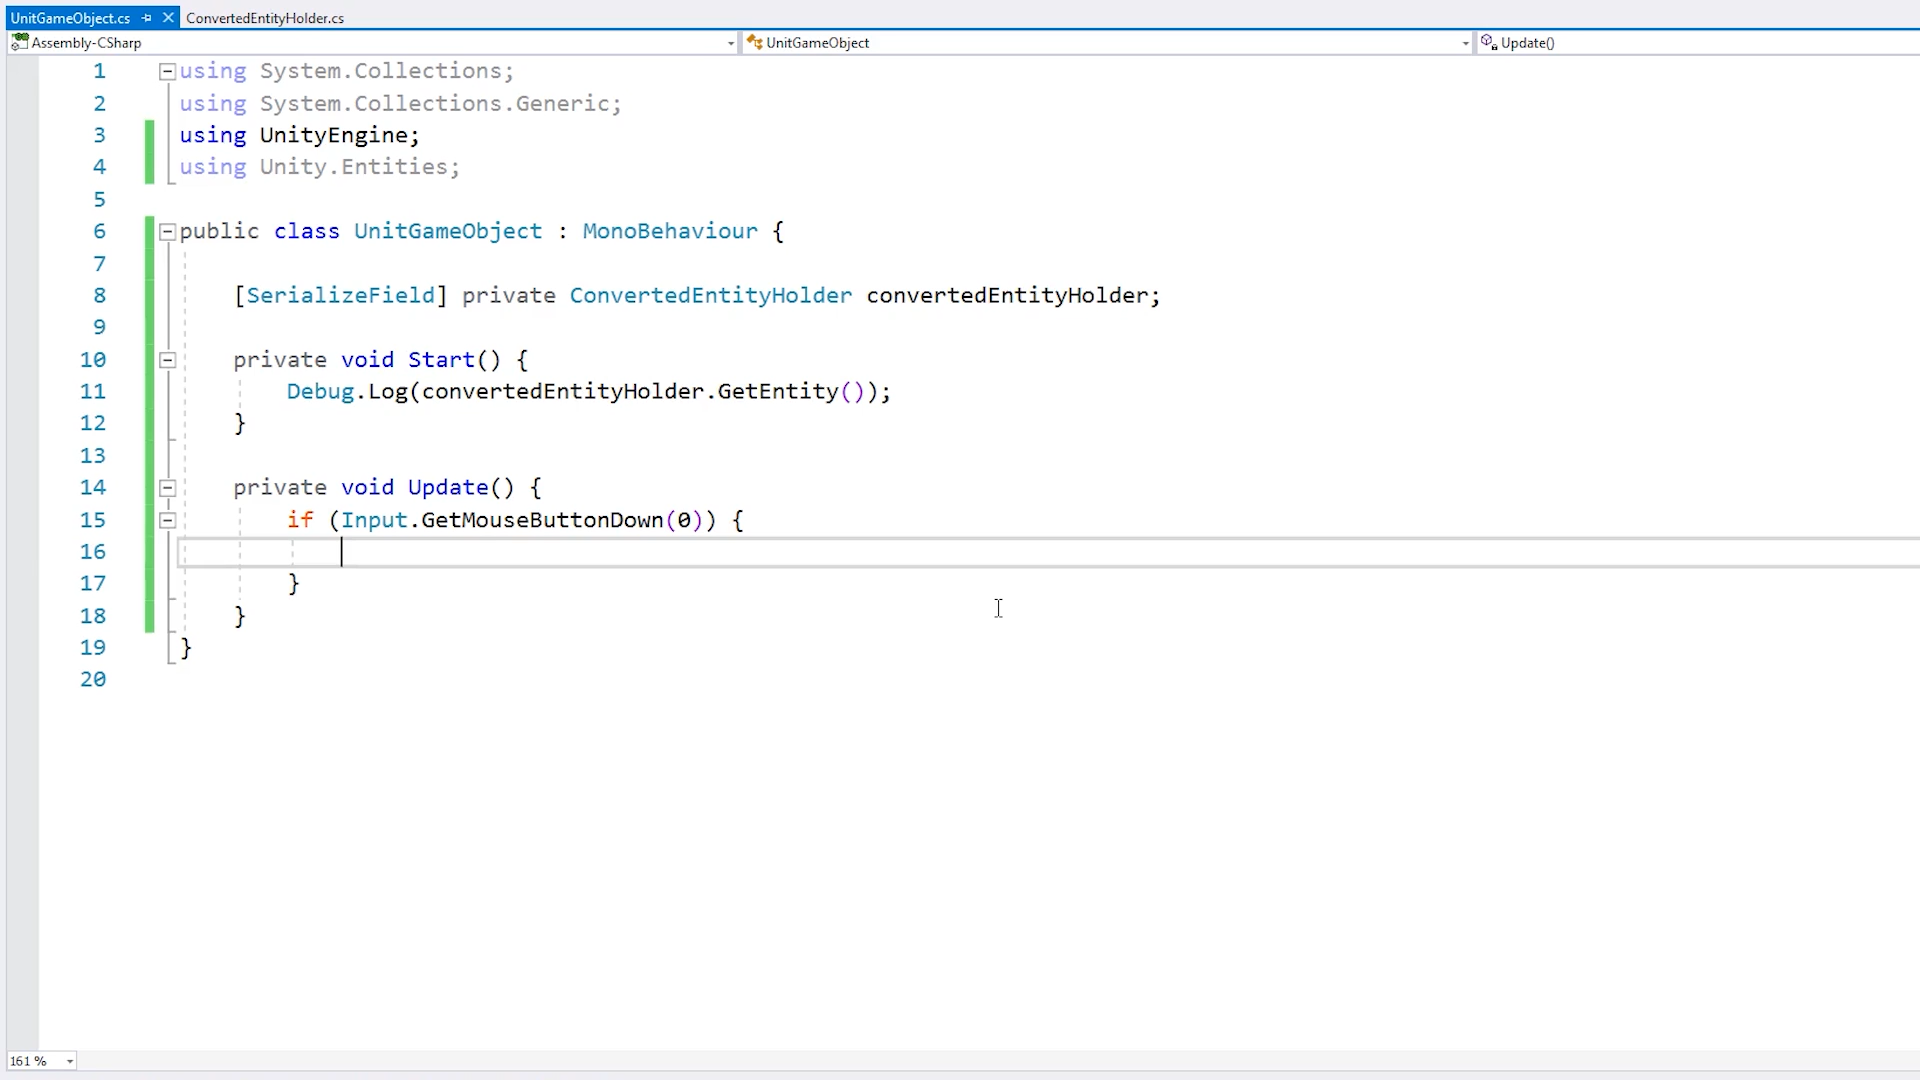 UnitGameObject.cs ConvertedEntityHolder.cs
Assembly-CSharp UnitGameObject Update()
1 using System.Collections;
2 using System.Collections.Generic;
3 using UnityEngine;
4 using Unity.Entities;
5
6 public class UnitGameObject : MonoBehaviour {
7
8 [SerializeField] private ConvertedEntityHolder convertedEntityHolder;
9
10 private void Start() {
11 Debug.Log(convertedEntityHolder.GetEntity());
12 }
13
14 private void Update() {
15 if (Input.GetMouseButtonDown(0)) {
16
17 }
18 }
19 }
20
161 %